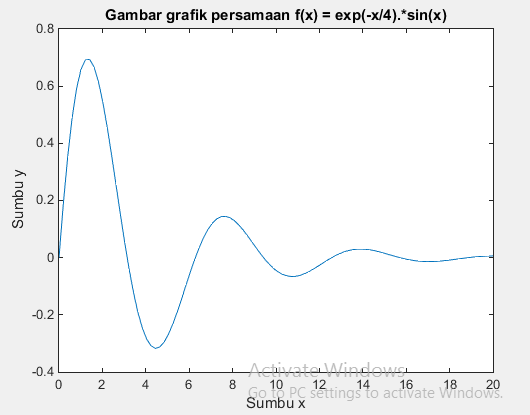 Gambar grafik persamaan f(x) = exp(-x/4).*sin(x)
0.8
0.6
0.4
0.2
0
-0.2
-0.4
Sumbu y
0 2 4 6 8 10 12 14 16 18 20
Sumbu x
Activate Windows
Go to PC settings to activate Windows.